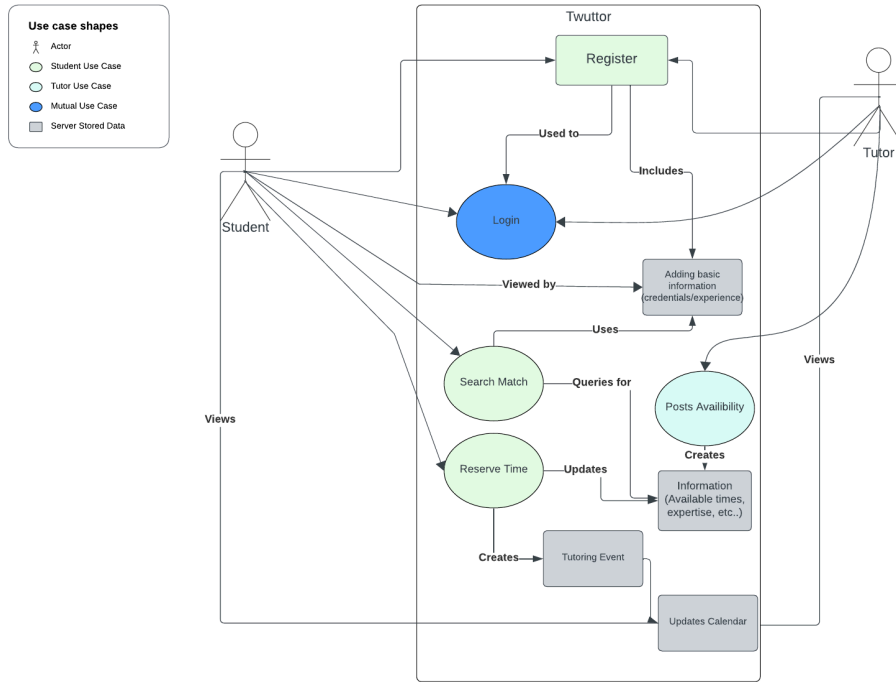 Use case shapes
Actor
Student Use Case
Tutor Use Case
Mutual Use Case
Server Stored Data
Twuttor
Register
Used to
Includes
Tutor
Student
Login
Adding basic
information
(credentials/experience)
Viewed by
Uses
Views
Search Match
Queries for
Posts Availibility
Views
Creates
Reserve Time
Updates
Information
(Available times,
expertise, etc..)
Creates
Tutoring Event
Updates Calendar